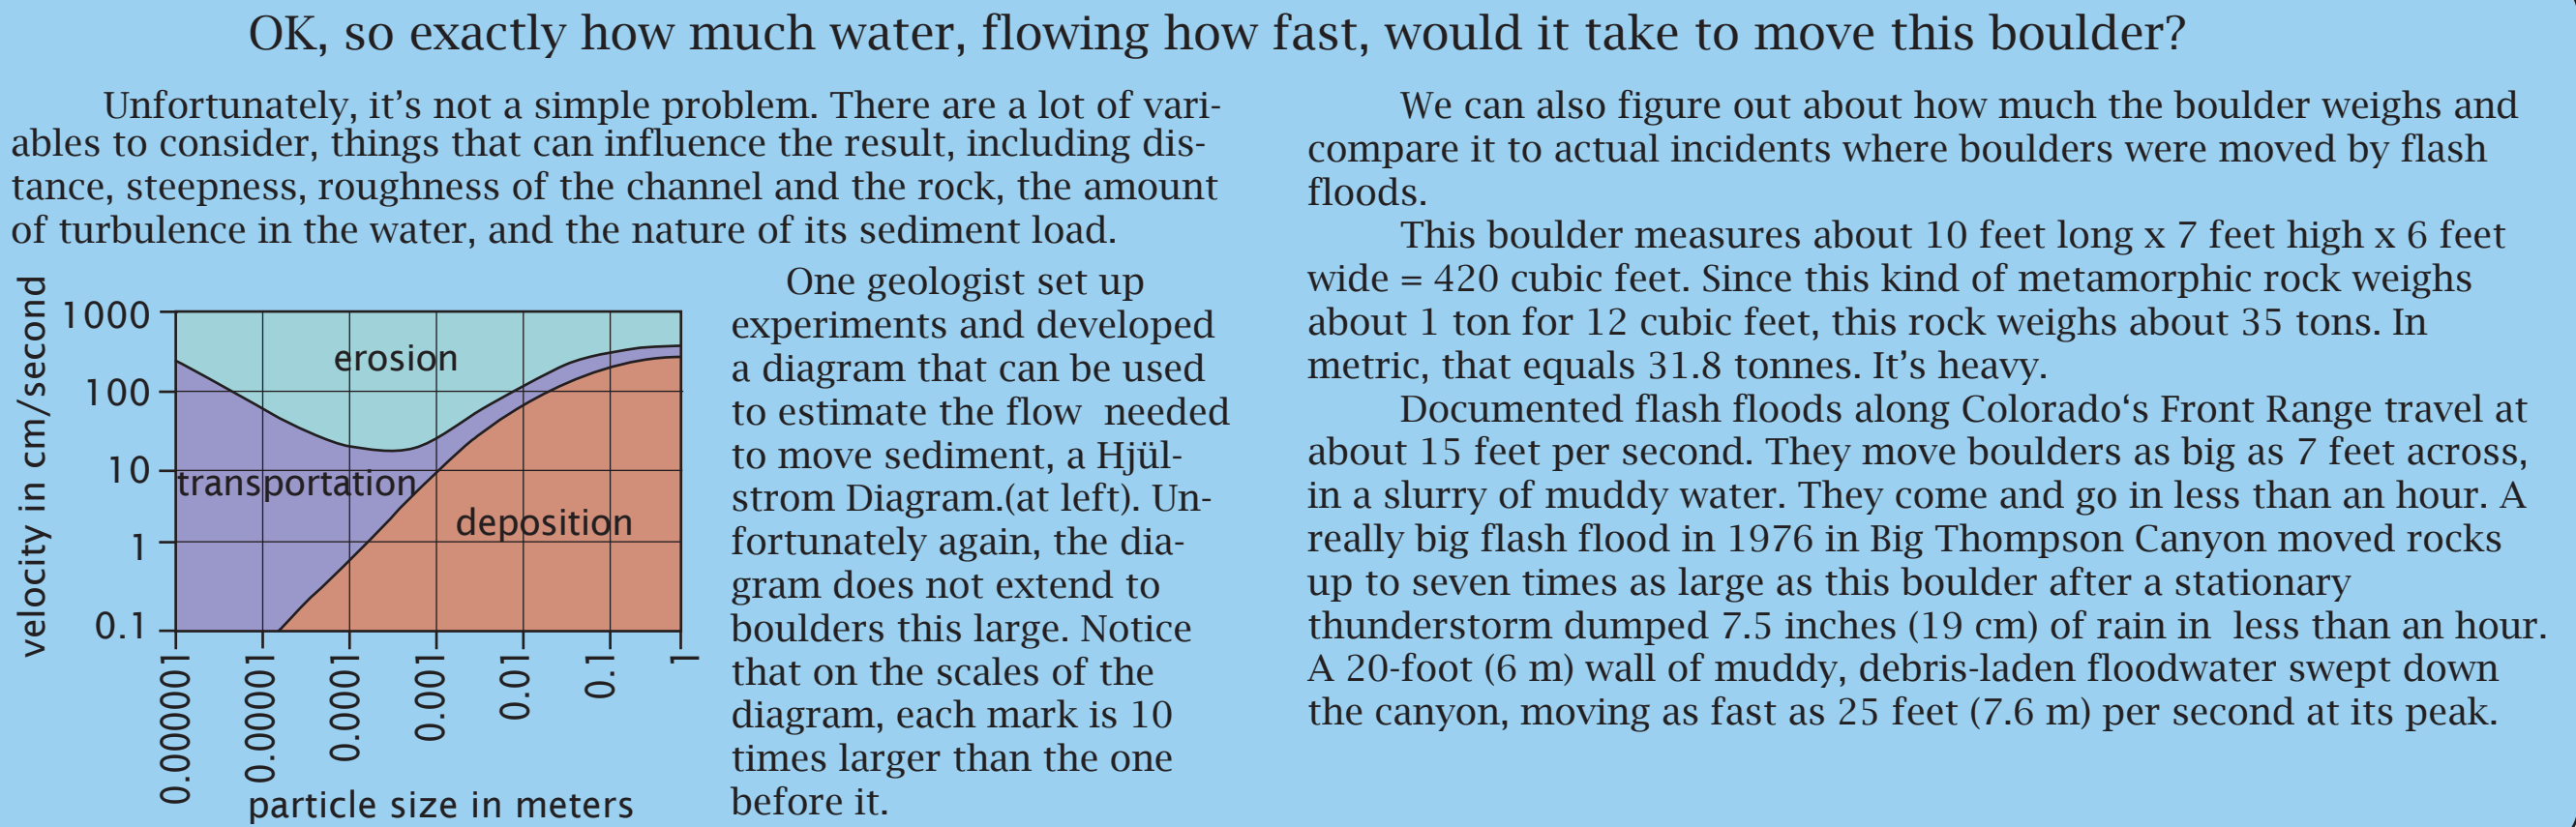 OK, so exactly how much water, flowing how fast, would it take to move this boulder?
Unfortunately, it's not a simple problem. There are a lot of vari-
ables to consider, things that can influence the result, including dis-
tance, steepness, roughness of the channel and the rock, the amount
of turbulence in the water, and the nature of its sediment load.
velocity in cm/second
1000
100
10
1
0.1
erosion
transportation
deposition
0.000001
0.00001
0.0001
0.001
0.01
0.1
1
particle size in meters
One geologist set up
experiments and developed
a diagram that can be used
to estimate the flow  needed
to move sediment, a Hjül-
strom Diagram.(at left). Un-
fortunately again, the dia-
gram does not extend to
boulders this large. Notice
that on the scales of the
diagram, each mark is 10
times larger than the one
before it.
We can also figure out about how much the boulder weighs and
compare it to actual incidents where boulders were moved by flash
floods.
This boulder measures about 10 feet long x 7 feet high x 6 feet
wide = 420 cubic feet. Since this kind of metamorphic rock weighs
about 1 ton for 12 cubic feet, this rock weighs about 35 tons. In
metric, that equals 31.8 tonnes. It's heavy.
Documented flash floods along Colorado‘s Front Range travel at
about 15 feet per second. They move boulders as big as 7 feet across,
in a slurry of muddy water. They come and go in less than an hour. A
really big flash flood in 1976 in Big Thompson Canyon moved rocks
up to seven times as large as this boulder after a stationary
thunderstorm dumped 7.5 inches (19 cm) of rain in  less than an hour.
A 20-foot (6 m) wall of muddy, debris-laden floodwater swept down
the canyon, moving as fast as 25 feet (7.6 m) per second at its peak.